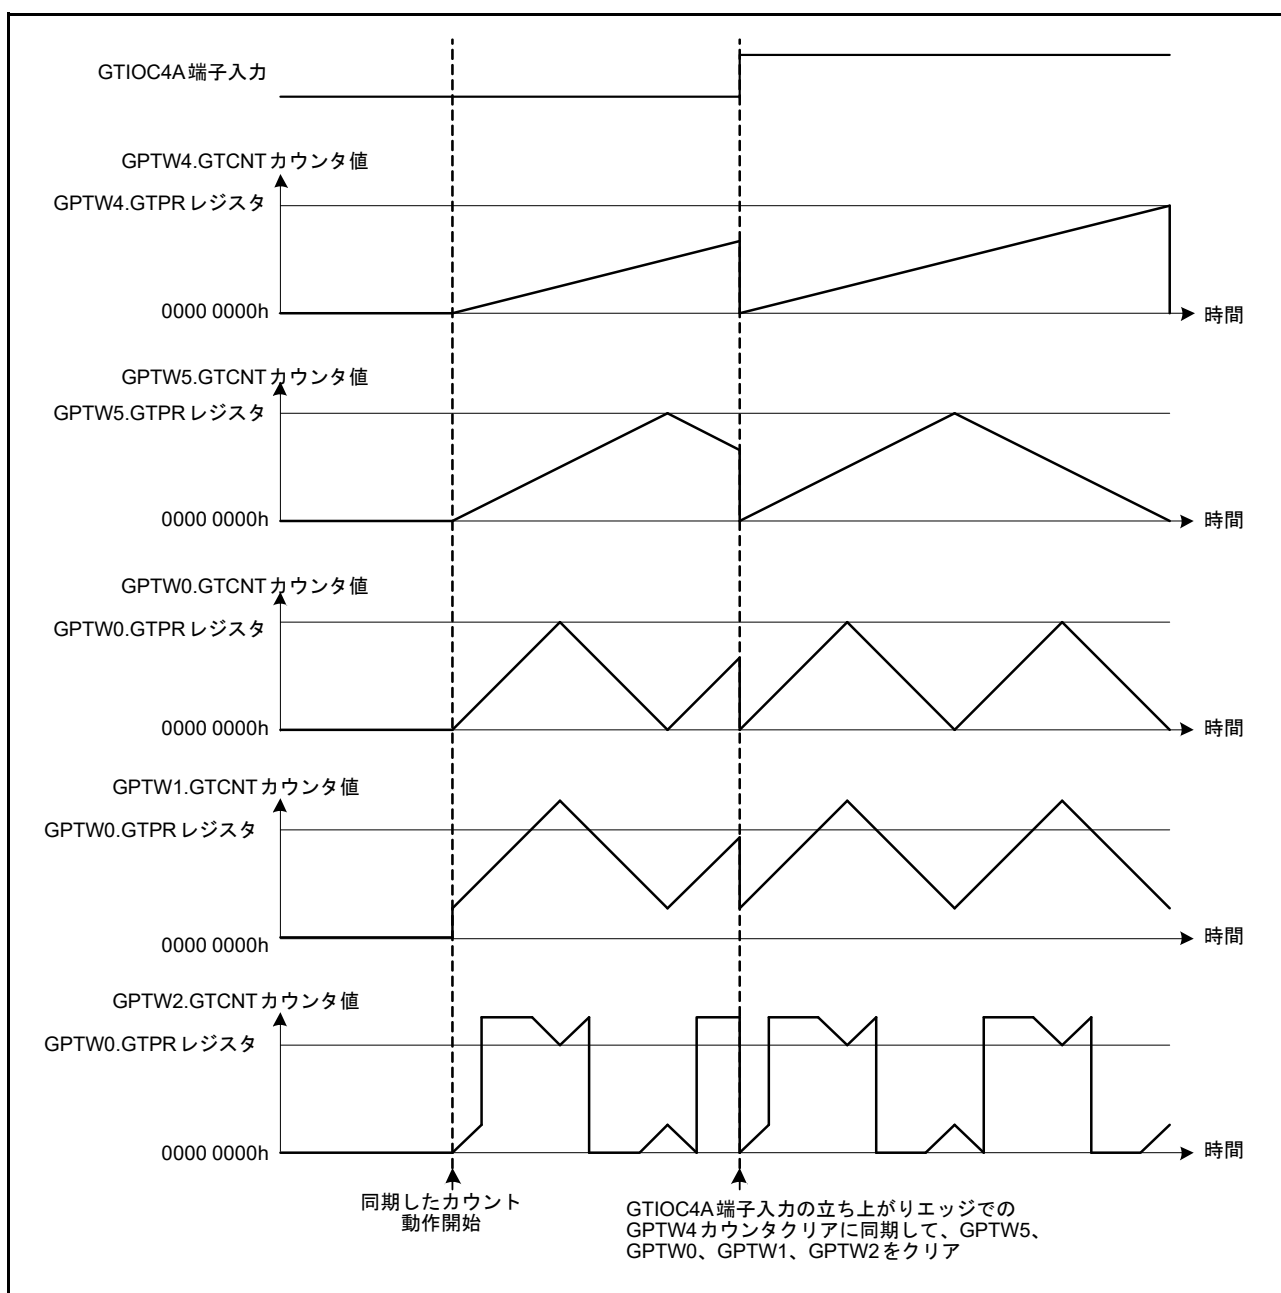 GTIOC4A端子入力
GPTW4.GTCNTカウンタ値
GPTW4.GTPRレジスタ
0000 0000h
時間
GPTW5.GTCNTカウンタ値
GPTW5.GTPRレジスタ
0000 0000h
時間
GPTW0.GTCNTカウンタ値
GPTW0.GTPRレジスタ
0000 0000h
時間
GPTW1.GTCNTカウンタ値
GPTW0.GTPRレジスタ
0000 0000h
時間
GPTW2.GTCNTカウンタ値
GPTW0.GTPRレジスタ
0000 0000h
時間
同期したカウント
動作開始
GTIOC4A端子入力の立ち上がりエッジでの
GPTW4カウンタクリアに同期して、GPTW5、
GPTW0、GPTW1、GPTW2をクリア